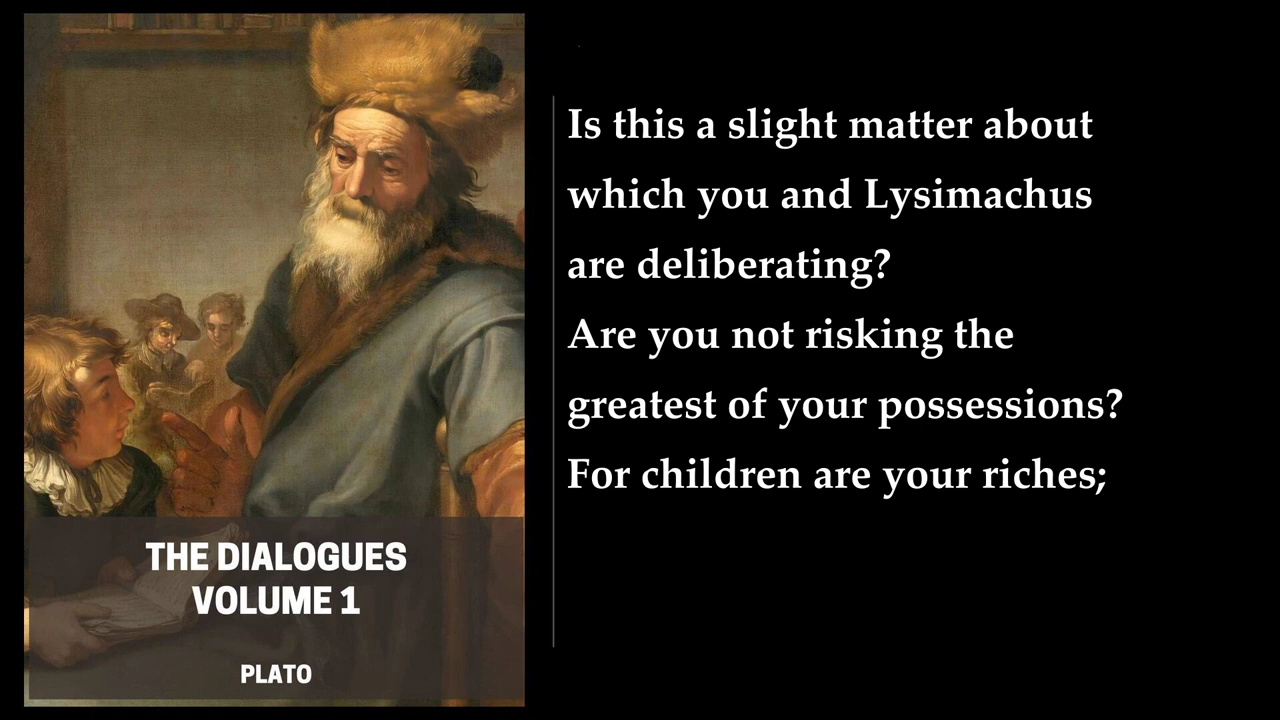 THE DIALOGUES
VOLUME 1
PLATO
Is this a slight matter about
which you and Lysimachus
are deliberating?
Are you not risking the
greatest of your possessions?
For children are your riches;